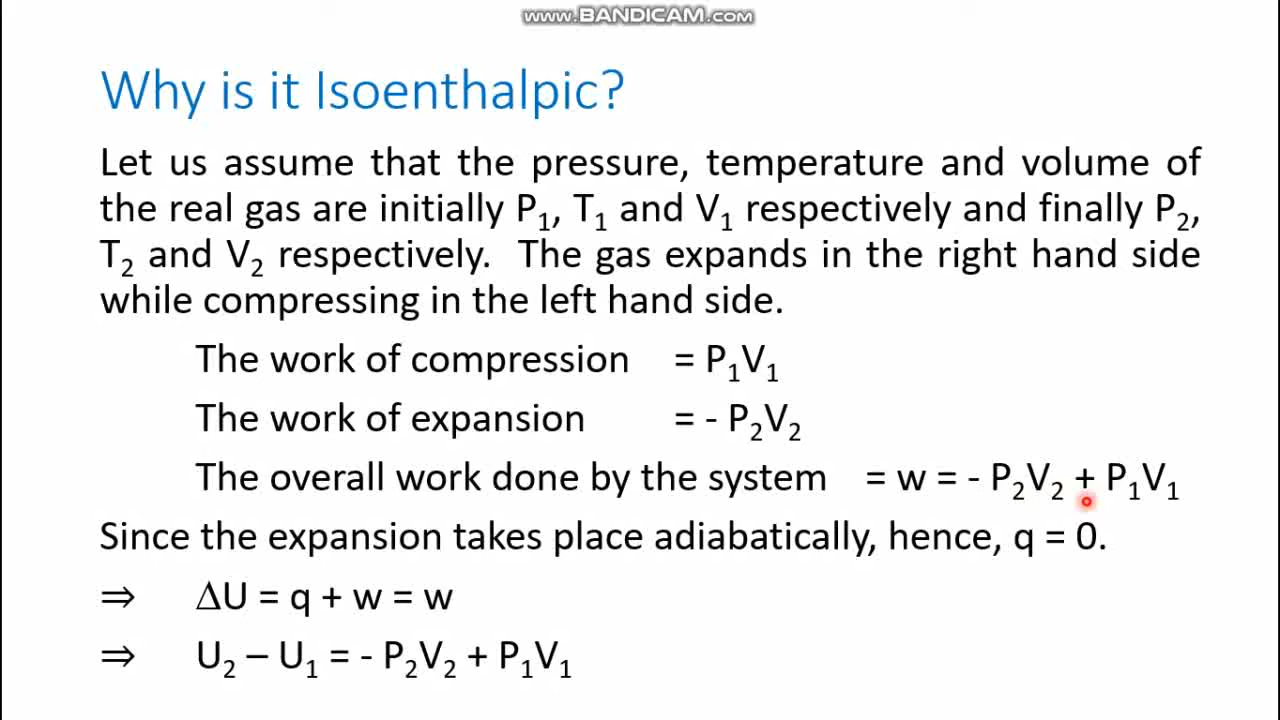 www.BANDICAM.com
Why is it Isoenthalpic?
Let us assume that the pressure, temperature and volume of
the real gas are initially P₁, T₁ and V₁ respectively and finally P₂,
T₂ and V₂ respectively. The gas expands in the right hand side
while compressing in the left hand side.
The work of compression = P₁V₁
The work of expansion = - P₂V₂
The overall work done by the system = w = - P₂V₂ + P₁V₁
Since the expansion takes place adiabatically, hence, q = 0.
⇒ ΔU = q + w = w
⇒ U₂ – U₁ = - P₂V₂ + P₁V₁